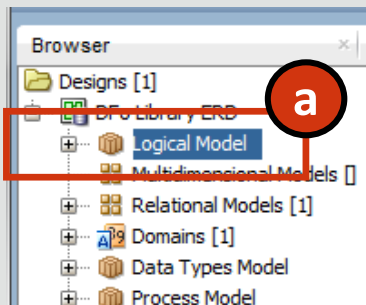 Browser
a
Designs [1]
DFo Library ERD
Logical Model
Multidimensional Models []
Relational Models [1]
Domains [1]
Data Types Model
Process Model